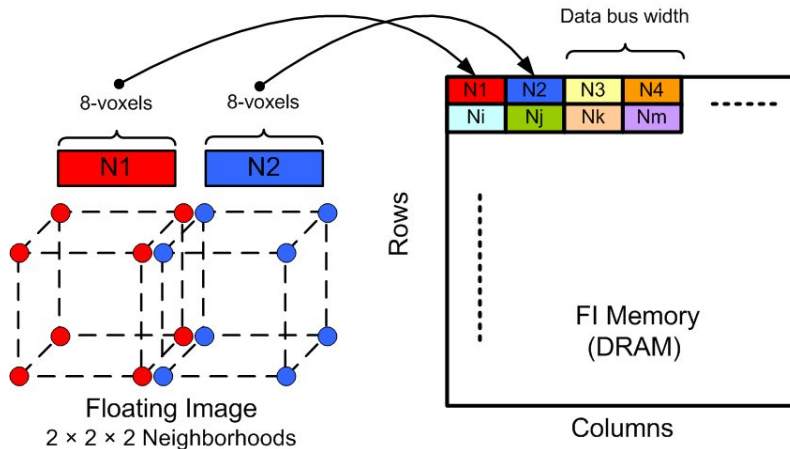 Data bus width
8-voxels
8-voxels
N1
N2
N1 N2 N3 N4
Ni Nj Nk Nm
Rows
FI Memory
(DRAM)
Floating Image
2 × 2 × 2 Neighborhoods
Columns